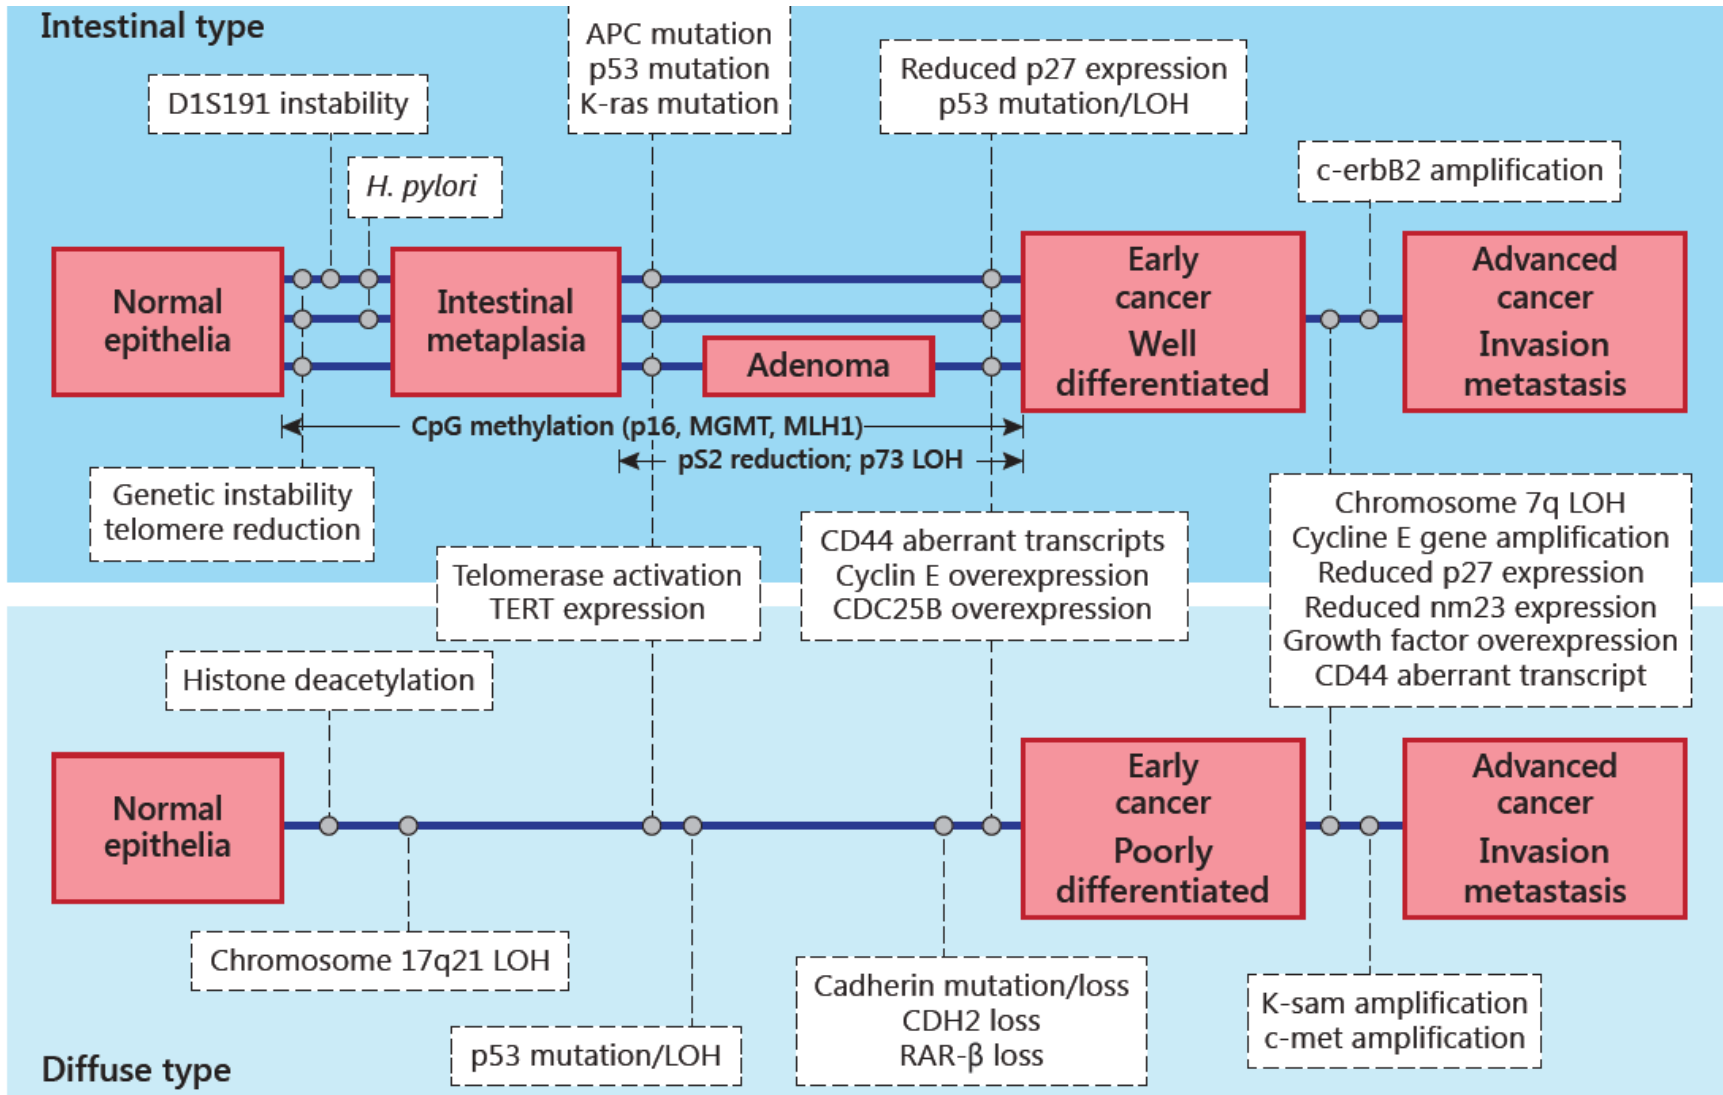 Intestinal type
APC mutation
p53 mutation
K-ras mutation
Reduced p27 expression
p53 mutation/LOH
D1S191 instability
H. pylori
c-erbB2 amplification
Normal
epithelia
Intestinal
metaplasia
Adenoma
Early
cancer
Well
differentiated
Advanced
cancer
Invasion
metastasis
CpG methylation (p16, MGMT, MLH1)
pS2 reduction; p73 LOH
Genetic instability
telomere reduction
Telomerase activation
TERT expression
CD44 aberrant transcripts
Cyclin E overexpression
CDC25B overexpression
Chromosome 7q LOH
Cycline E gene amplification
Reduced p27 expression
Reduced nm23 expression
Growth factor overexpression
CD44 aberrant transcript
Histone deacetylation
Normal
epithelia
Early
cancer
Poorly
differentiated
Advanced
cancer
Invasion
metastasis
Chromosome 17q21 LOH
p53 mutation/LOH
Cadherin mutation/loss
CDH2 loss
RAR-β loss
K-sam amplification
c-met amplification
Diffuse type